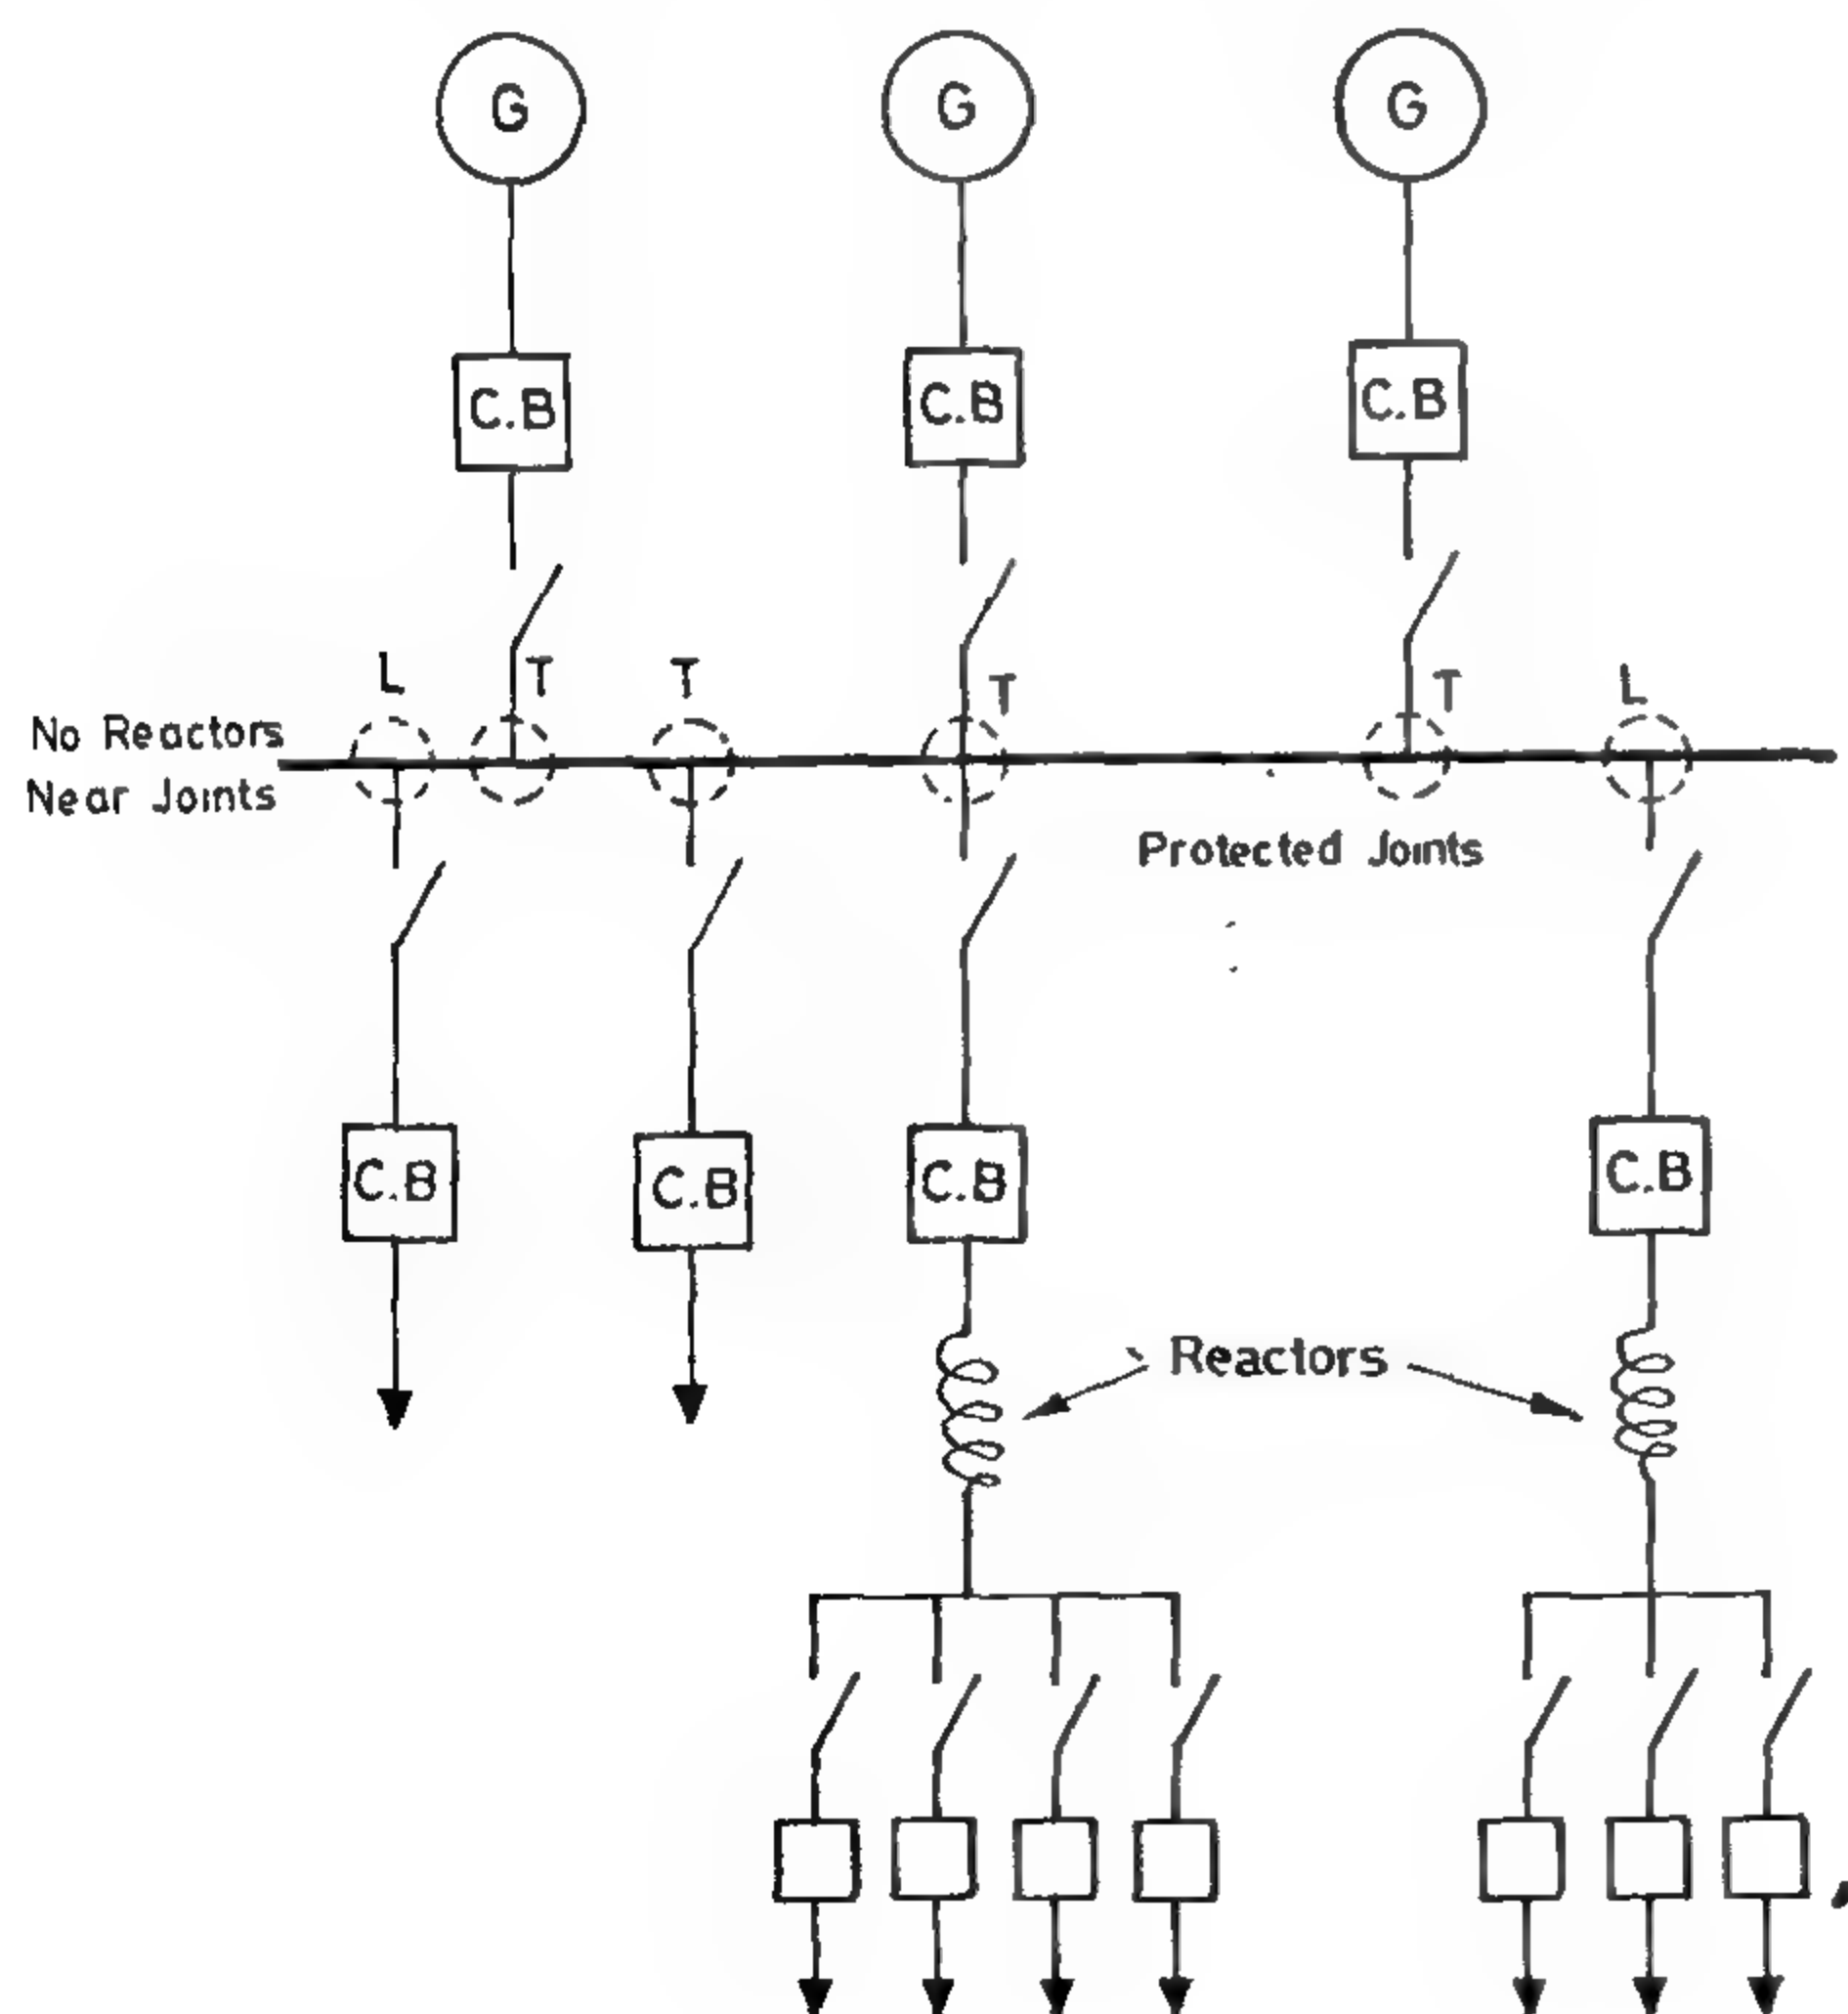 G G G
C.B C.B C.B
L T T T T L
No Reactors
Near Joints
Protected Joints
C.B C.B C.B C.B
Reactors